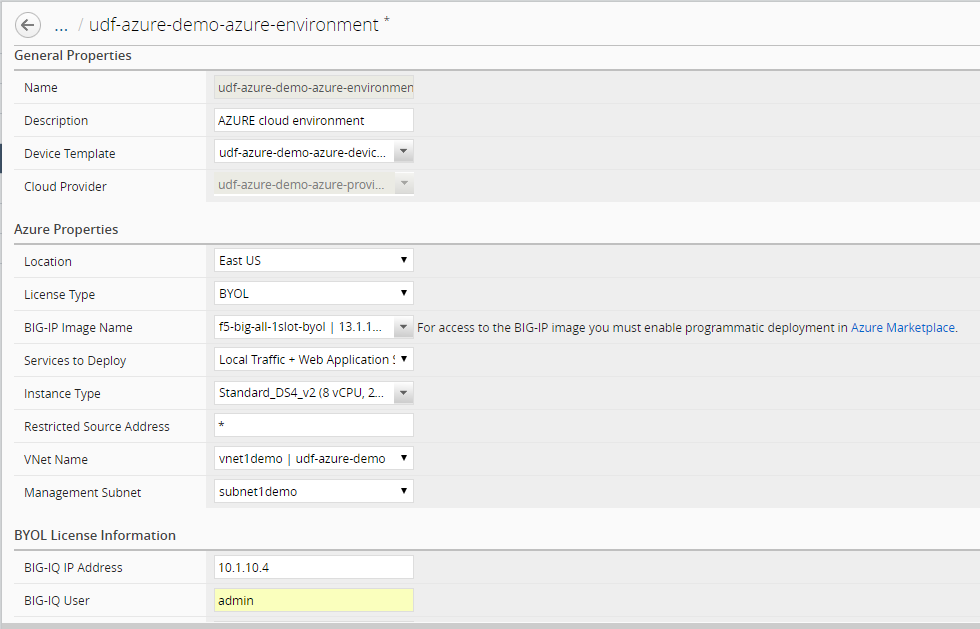 ... / udf-azure-demo-azure-environment *
General Properties
Name udf-azure-demo-azure-environmen
Description AZURE cloud environment
Device Template udf-azure-demo-azure-devic...
Cloud Provider udf-azure-demo-azure-provi...
Azure Properties
Location East US
License Type BYOL
BIG-IP Image Name f5-big-all-1slot-byol | 13.1.1... For access to the BIG-IP image you must enable programmatic deployment in Azure Marketplace.
Services to Deploy Local Traffic + Web Application
Instance Type Standard_DS4_v2 (8 vCPU, 2...
Restricted Source Address *
VNet Name vnet1demo | udf-azure-demo
Management Subnet subnet1demo
BYOL License Information
BIG-IQ IP Address 10.1.10.4
BIG-IQ User admin